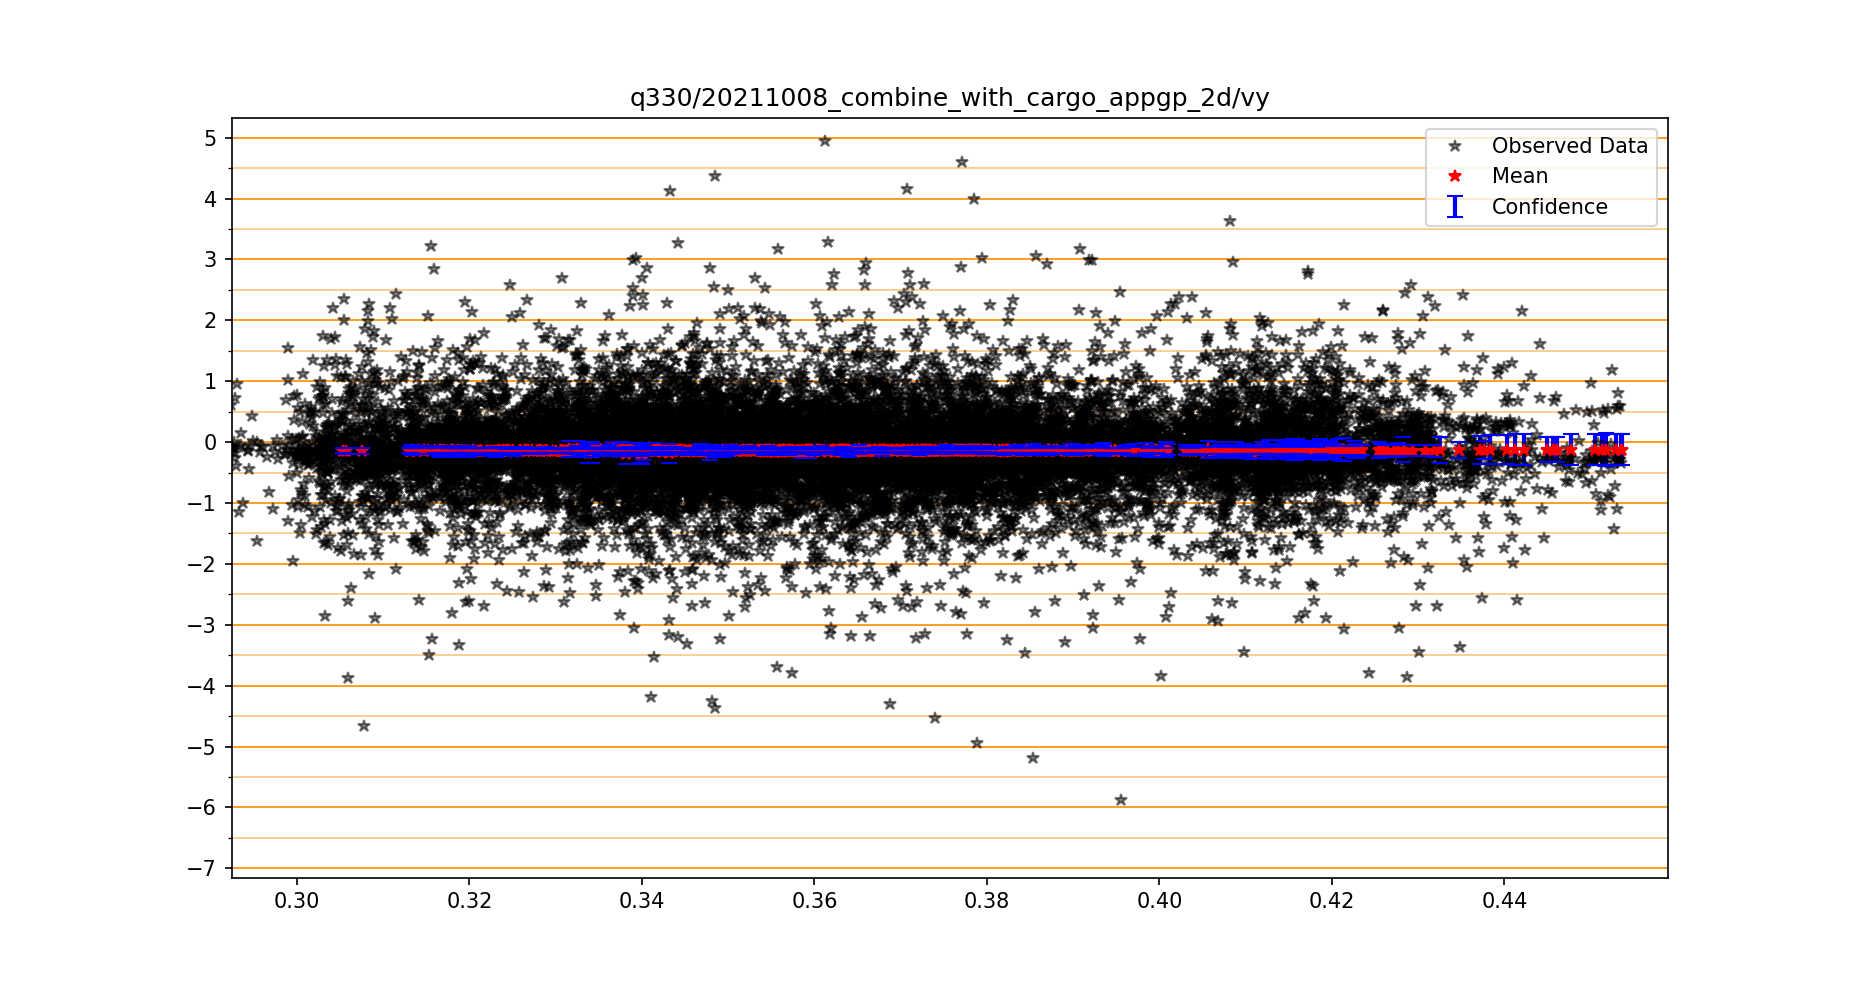 q330/20211008_combine_with_cargo_appgp_2d/vy
Observed Data
Mean
Confidence
5
4
3
2
1
0
−1
−2
−3
−4
−5
−6
−7
0.30 0.32 0.34 0.36 0.38 0.40 0.42 0.44